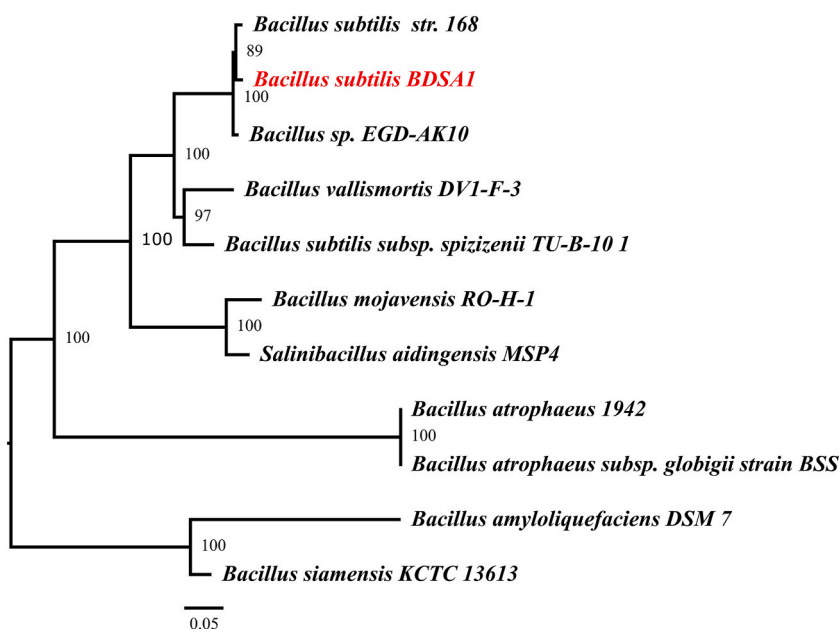 Bacillus subtilis str. 168
89
Bacillus subtilis BDSA1
100
Bacillus sp. EGD-AK10
100
Bacillus vallismortis DV1-F-3
97
100
Bacillus subtilis subsp. spizizenii TU-B-10 1
Bacillus mojavensis RO-H-1
100
100
Salinibacillus aidingensis MSP4
Bacillus atrophaeus 1942
100
Bacillus atrophaeus subsp. globigii strain BSS
Bacillus amyloliquefaciens DSM 7
100
Bacillus siamensis KCTC 13613
0.05